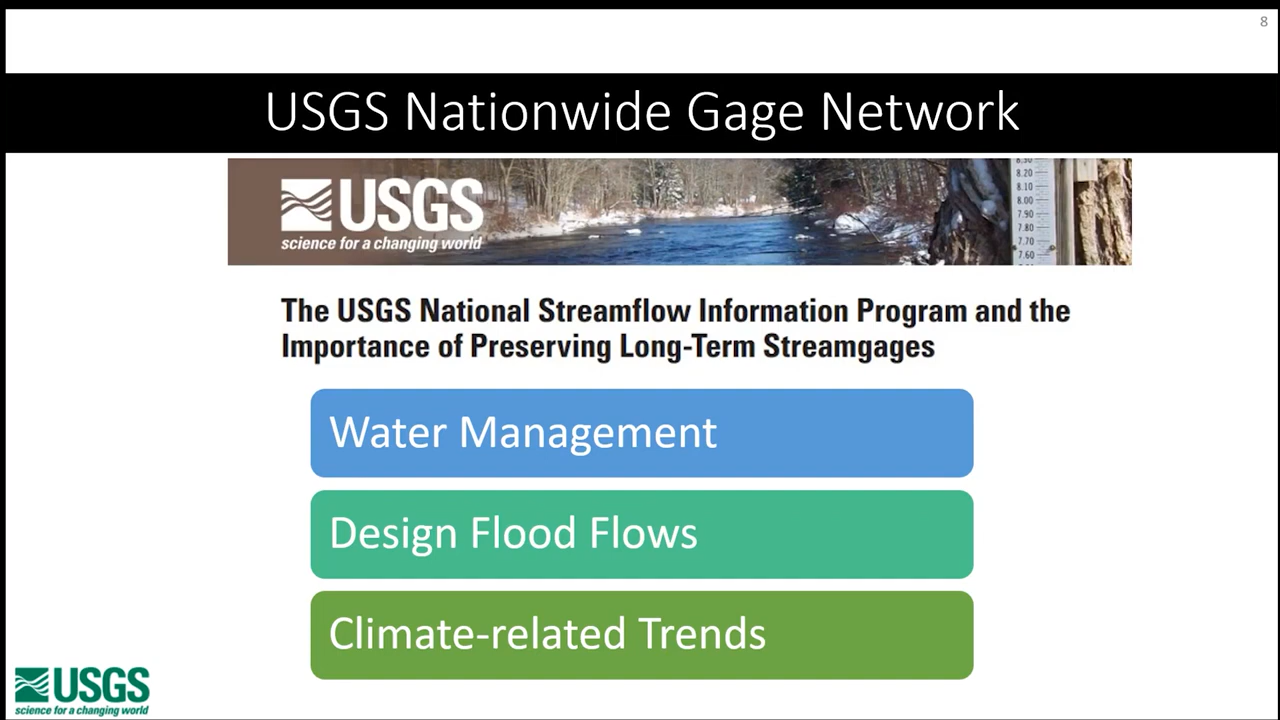 8
USGS Nationwide Gage Network
USGS
science for a changing world
8.20
8.10
8.00
7.90
7.80
7.70
7.60
The USGS National Streamflow Information Program and the
Importance of Preserving Long-Term Streamgages
Water Management
Design Flood Flows
Climate-related Trends
USGS
science for a changing world